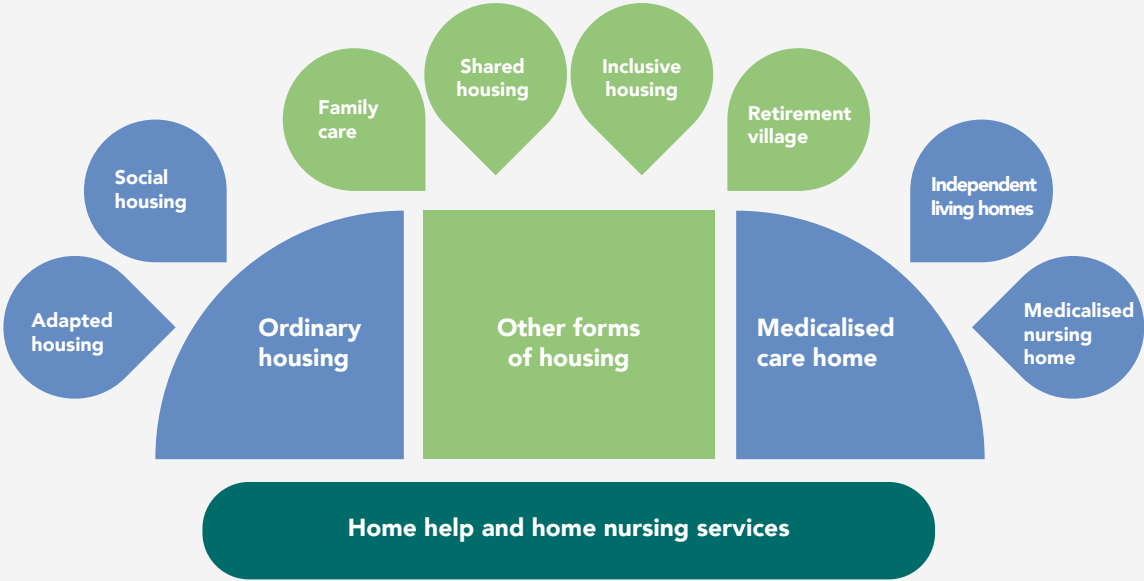 Shared
housing
Inclusive
housing
Family
care
Retirement
village
Social
housing
Independent
living homes
Adapted
housing
Medicalised
nursing
home
Ordinary
housing
Other forms
of housing
Medicalised
care home
Home help and home nursing services